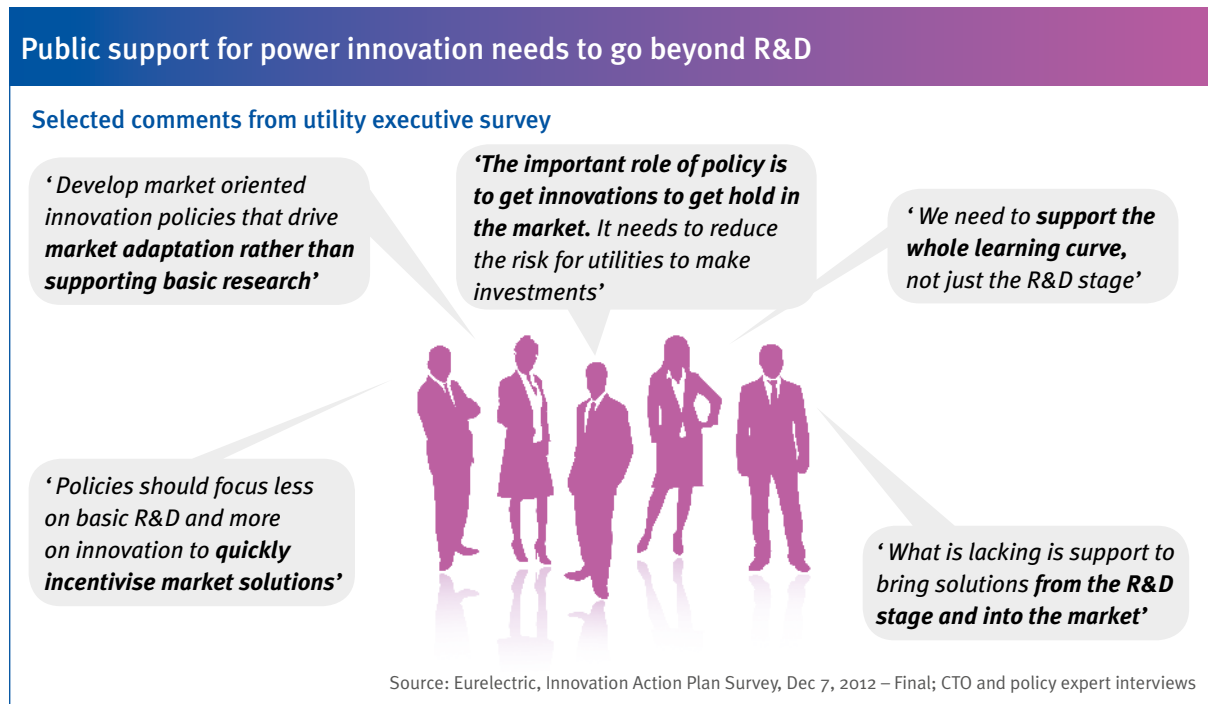 Public support for power innovation needs to go beyond R&D
Selected comments from utility executive survey
‘ Develop market oriented
innovation policies that drive
market adaptation rather than
supporting basic research’
‘The important role of policy is
to get innovations to get hold in
the market. It needs to reduce
the risk for utilities to make
investments’
‘ We need to support the
whole learning curve,
not just the R&D stage’
‘ Policies should focus less
on basic R&D and more
on innovation to quickly
incentivise market solutions’
‘ What is lacking is support to
bring solutions from the R&D
stage and into the market’
Source: Eurelectric, Innovation Action Plan Survey, Dec 7, 2012 – Final; CTO and policy expert interviews